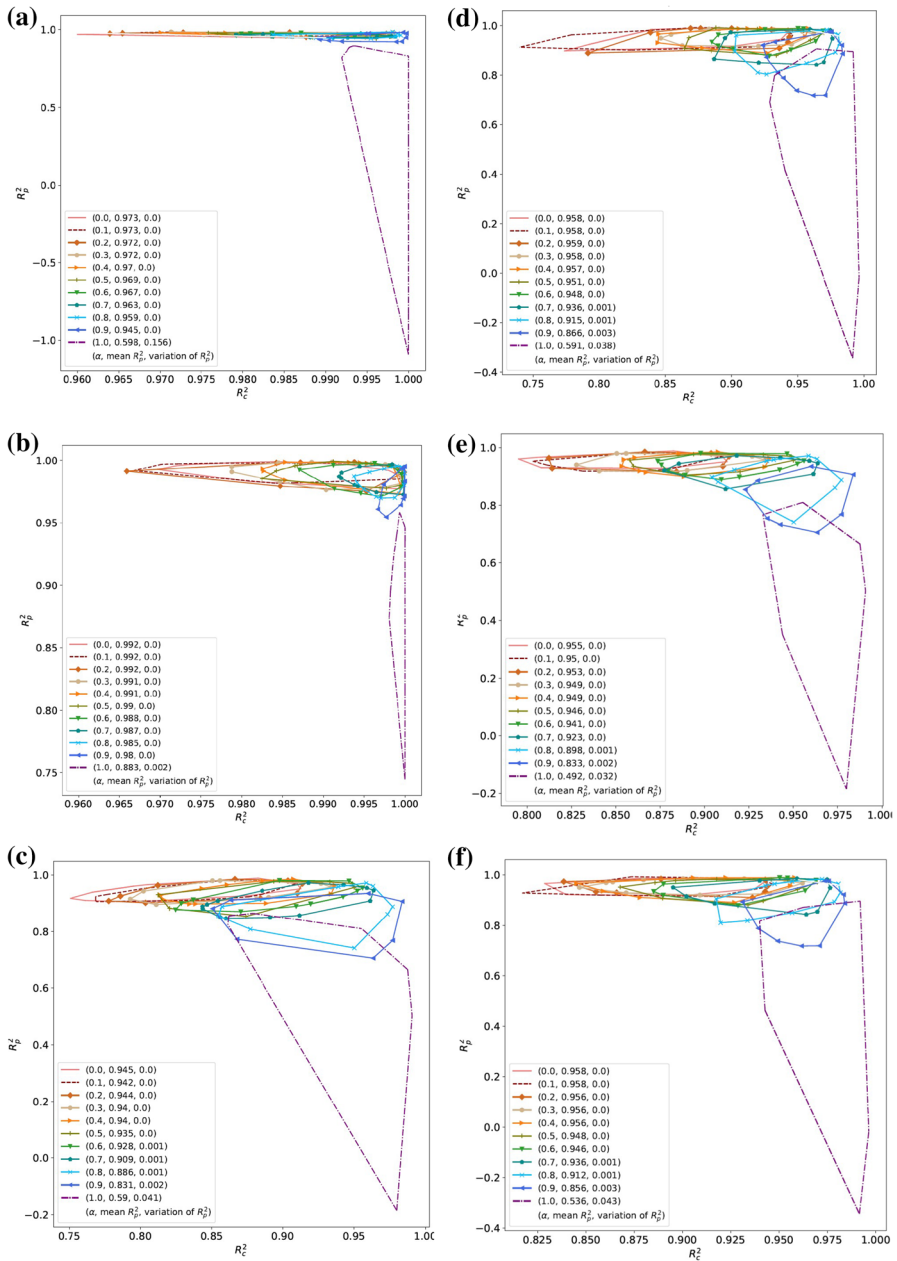 (a)
1.0
0.5
0.0
−0.5
−1.0
R_p^2
(0.0, 0.973, 0.0)
(0.1, 0.973, 0.0)
(0.2, 0.972, 0.0)
(0.3, 0.972, 0.0)
(0.4, 0.97, 0.0)
(0.5, 0.969, 0.0)
(0.6, 0.967, 0.0)
(0.7, 0.963, 0.0)
(0.8, 0.959, 0.0)
(0.9, 0.945, 0.0)
(1.0, 0.598, 0.156)
(α, mean R_p^2, variation of R_p^2)
0.960 0.965 0.970 0.975 0.980 0.985 0.990 0.995 1.000
R_c^2
(d)
1.0
0.8
0.6
0.4
0.2
0.0
−0.2
−0.4
R_p^2
(0.0, 0.958, 0.0)
(0.1, 0.958, 0.0)
(0.2, 0.959, 0.0)
(0.3, 0.958, 0.0)
(0.4, 0.957, 0.0)
(0.5, 0.951, 0.0)
(0.6, 0.948, 0.0)
(0.7, 0.936, 0.001)
(0.8, 0.915, 0.001)
(0.9, 0.866, 0.003)
(1.0, 0.591, 0.038)
(α, mean R_p^2, variation of R_p^2)
0.75 0.80 0.85 0.90 0.95 1.00
R_c^2
(b)
1.00
0.95
0.90
0.85
0.80
0.75
R_p^2
(0.0, 0.992, 0.0)
(0.1, 0.992, 0.0)
(0.2, 0.992, 0.0)
(0.3, 0.991, 0.0)
(0.4, 0.991, 0.0)
(0.5, 0.99, 0.0)
(0.6, 0.988, 0.0)
(0.7, 0.987, 0.0)
(0.8, 0.985, 0.0)
(0.9, 0.98, 0.0)
(1.0, 0.883, 0.002)
(α, mean R_p^2, variation of R_p^2)
0.960 0.965 0.970 0.975 0.980 0.985 0.990 0.995 1.000
R_c^2
(e)
1.0
0.8
0.6
0.4
0.2
0.0
−0.2
R_p^2
(0.0, 0.955, 0.0)
(0.1, 0.95, 0.0)
(0.2, 0.953, 0.0)
(0.3, 0.949, 0.0)
(0.4, 0.949, 0.0)
(0.5, 0.946, 0.0)
(0.6, 0.941, 0.0)
(0.7, 0.923, 0.0)
(0.8, 0.898, 0.001)
(0.9, 0.833, 0.002)
(1.0, 0.492, 0.032)
(α, mean R_p^2, variation of R_p^2)
0.800 0.825 0.850 0.875 0.900 0.925 0.950 0.975 1.00
R_c^2
(c)
1.0
0.8
0.6
0.4
0.2
0.0
−0.2
R_p^2
(0.0, 0.945, 0.0)
(0.1, 0.942, 0.0)
(0.2, 0.944, 0.0)
(0.3, 0.94, 0.0)
(0.4, 0.94, 0.0)
(0.5, 0.935, 0.0)
(0.6, 0.928, 0.001)
(0.7, 0.909, 0.001)
(0.8, 0.886, 0.001)
(0.9, 0.831, 0.002)
(1.0, 0.59, 0.041)
(α, mean R_p^2, variation of R_p^2)
0.75 0.80 0.85 0.90 0.95 1.00
R_c^2
(f)
1.0
0.8
0.6
0.4
0.2
0.0
−0.2
−0.4
R_p^2
(0.0, 0.958, 0.0)
(0.1, 0.958, 0.0)
(0.2, 0.956, 0.0)
(0.3, 0.956, 0.0)
(0.4, 0.956, 0.0)
(0.5, 0.948, 0.0)
(0.6, 0.946, 0.0)
(0.7, 0.936, 0.001)
(0.8, 0.912, 0.001)
(0.9, 0.856, 0.003)
(1.0, 0.536, 0.043)
(α, mean R_p^2, variation of R_p^2)
0.825 0.850 0.875 0.900 0.925 0.950 0.975 1.000
R_c^2